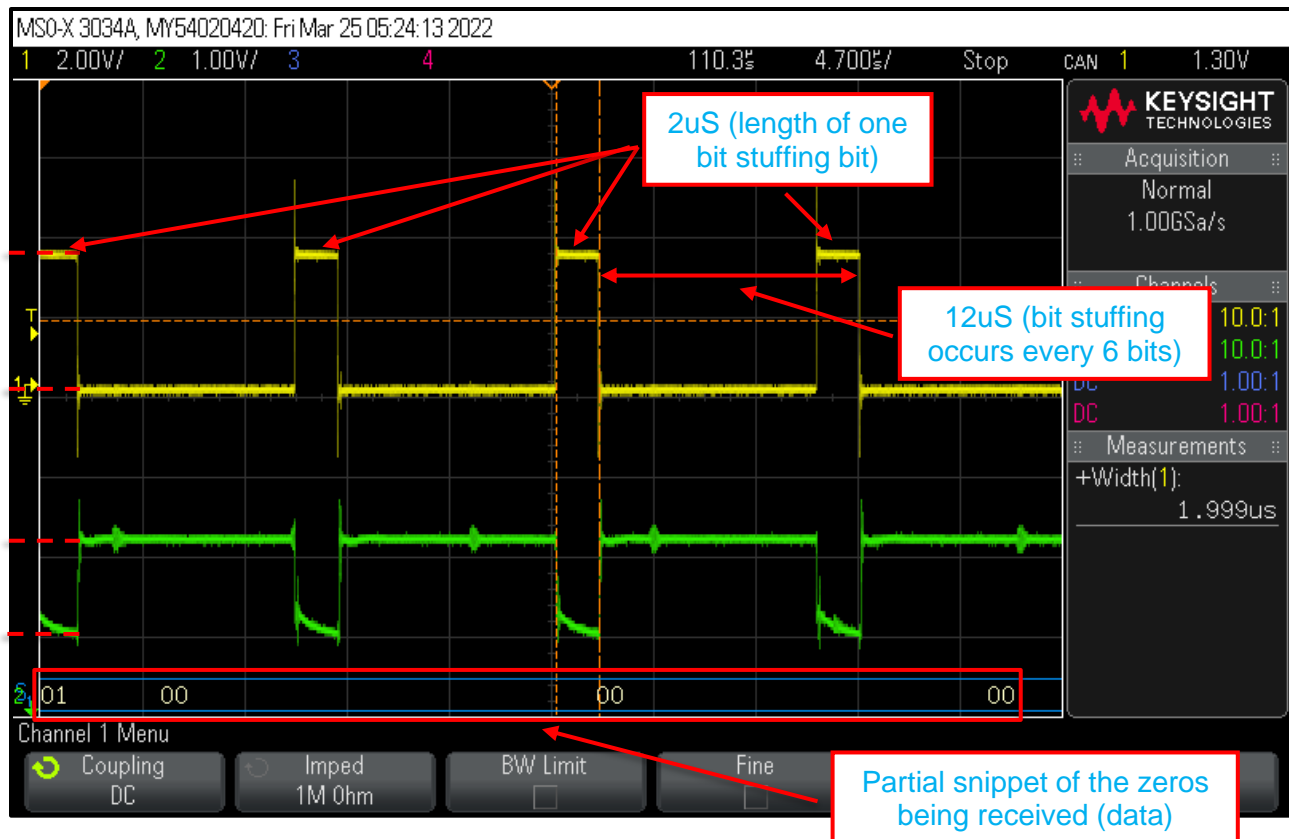 MS0-X 3034A, MY54020420: Fri Mar 25 05:24:13 2022
1 2.00V/ 2 1.00V/ 3 4 110.3µs 4.700µs/ Stop CAN 1 1.30V
KEYSIGHT
TECHNOLOGIES
Acquisition
Normal
1.00GSa/s
Channels
10.0:1
10.0:1
DC 1.00:1
DC 1.00:1
Measurements
+Width(1):
1.999us
2uS (length of one
bit stuffing bit)
12uS (bit stuffing
occurs every 6 bits)
T
1
2
01 00 00 00
Channel 1 Menu
Coupling
DC
Imped
1M Ohm
BW Limit
Fine
Partial snippet of the zeros
being received (data)